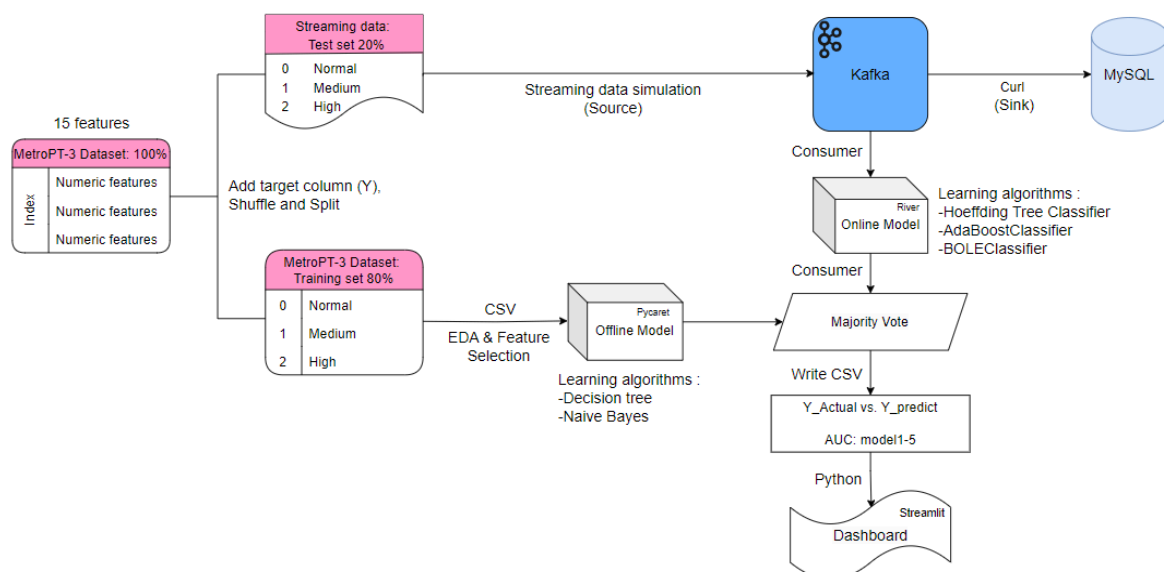 Streaming data:
Test set 20%
0 Normal
1 Medium
2 High
Streaming data simulation
(Source)
Kafka
Curl
(Sink)
MySQL
15 features
MetroPT-3 Dataset: 100%
Index
Numeric features
Numeric features
Numeric features
Add target column (Y),
Shuffle and Split
MetroPT-3 Dataset:
Training set 80%
0 Normal
1 Medium
2 High
CSV
EDA & Feature
Selection
Pycaret
Offline Model
Learning algorithms :
-Decision tree
-Naive Bayes
Consumer
River
Online Model
Learning algorithms :
-Hoeffding Tree Classifier
-AdaBoostClassifier
-BOLEClassifier
Consumer
Majority Vote
Write CSV
Y_Actual vs. Y_predict
AUC: model1-5
Python
Streamlit
Dashboard